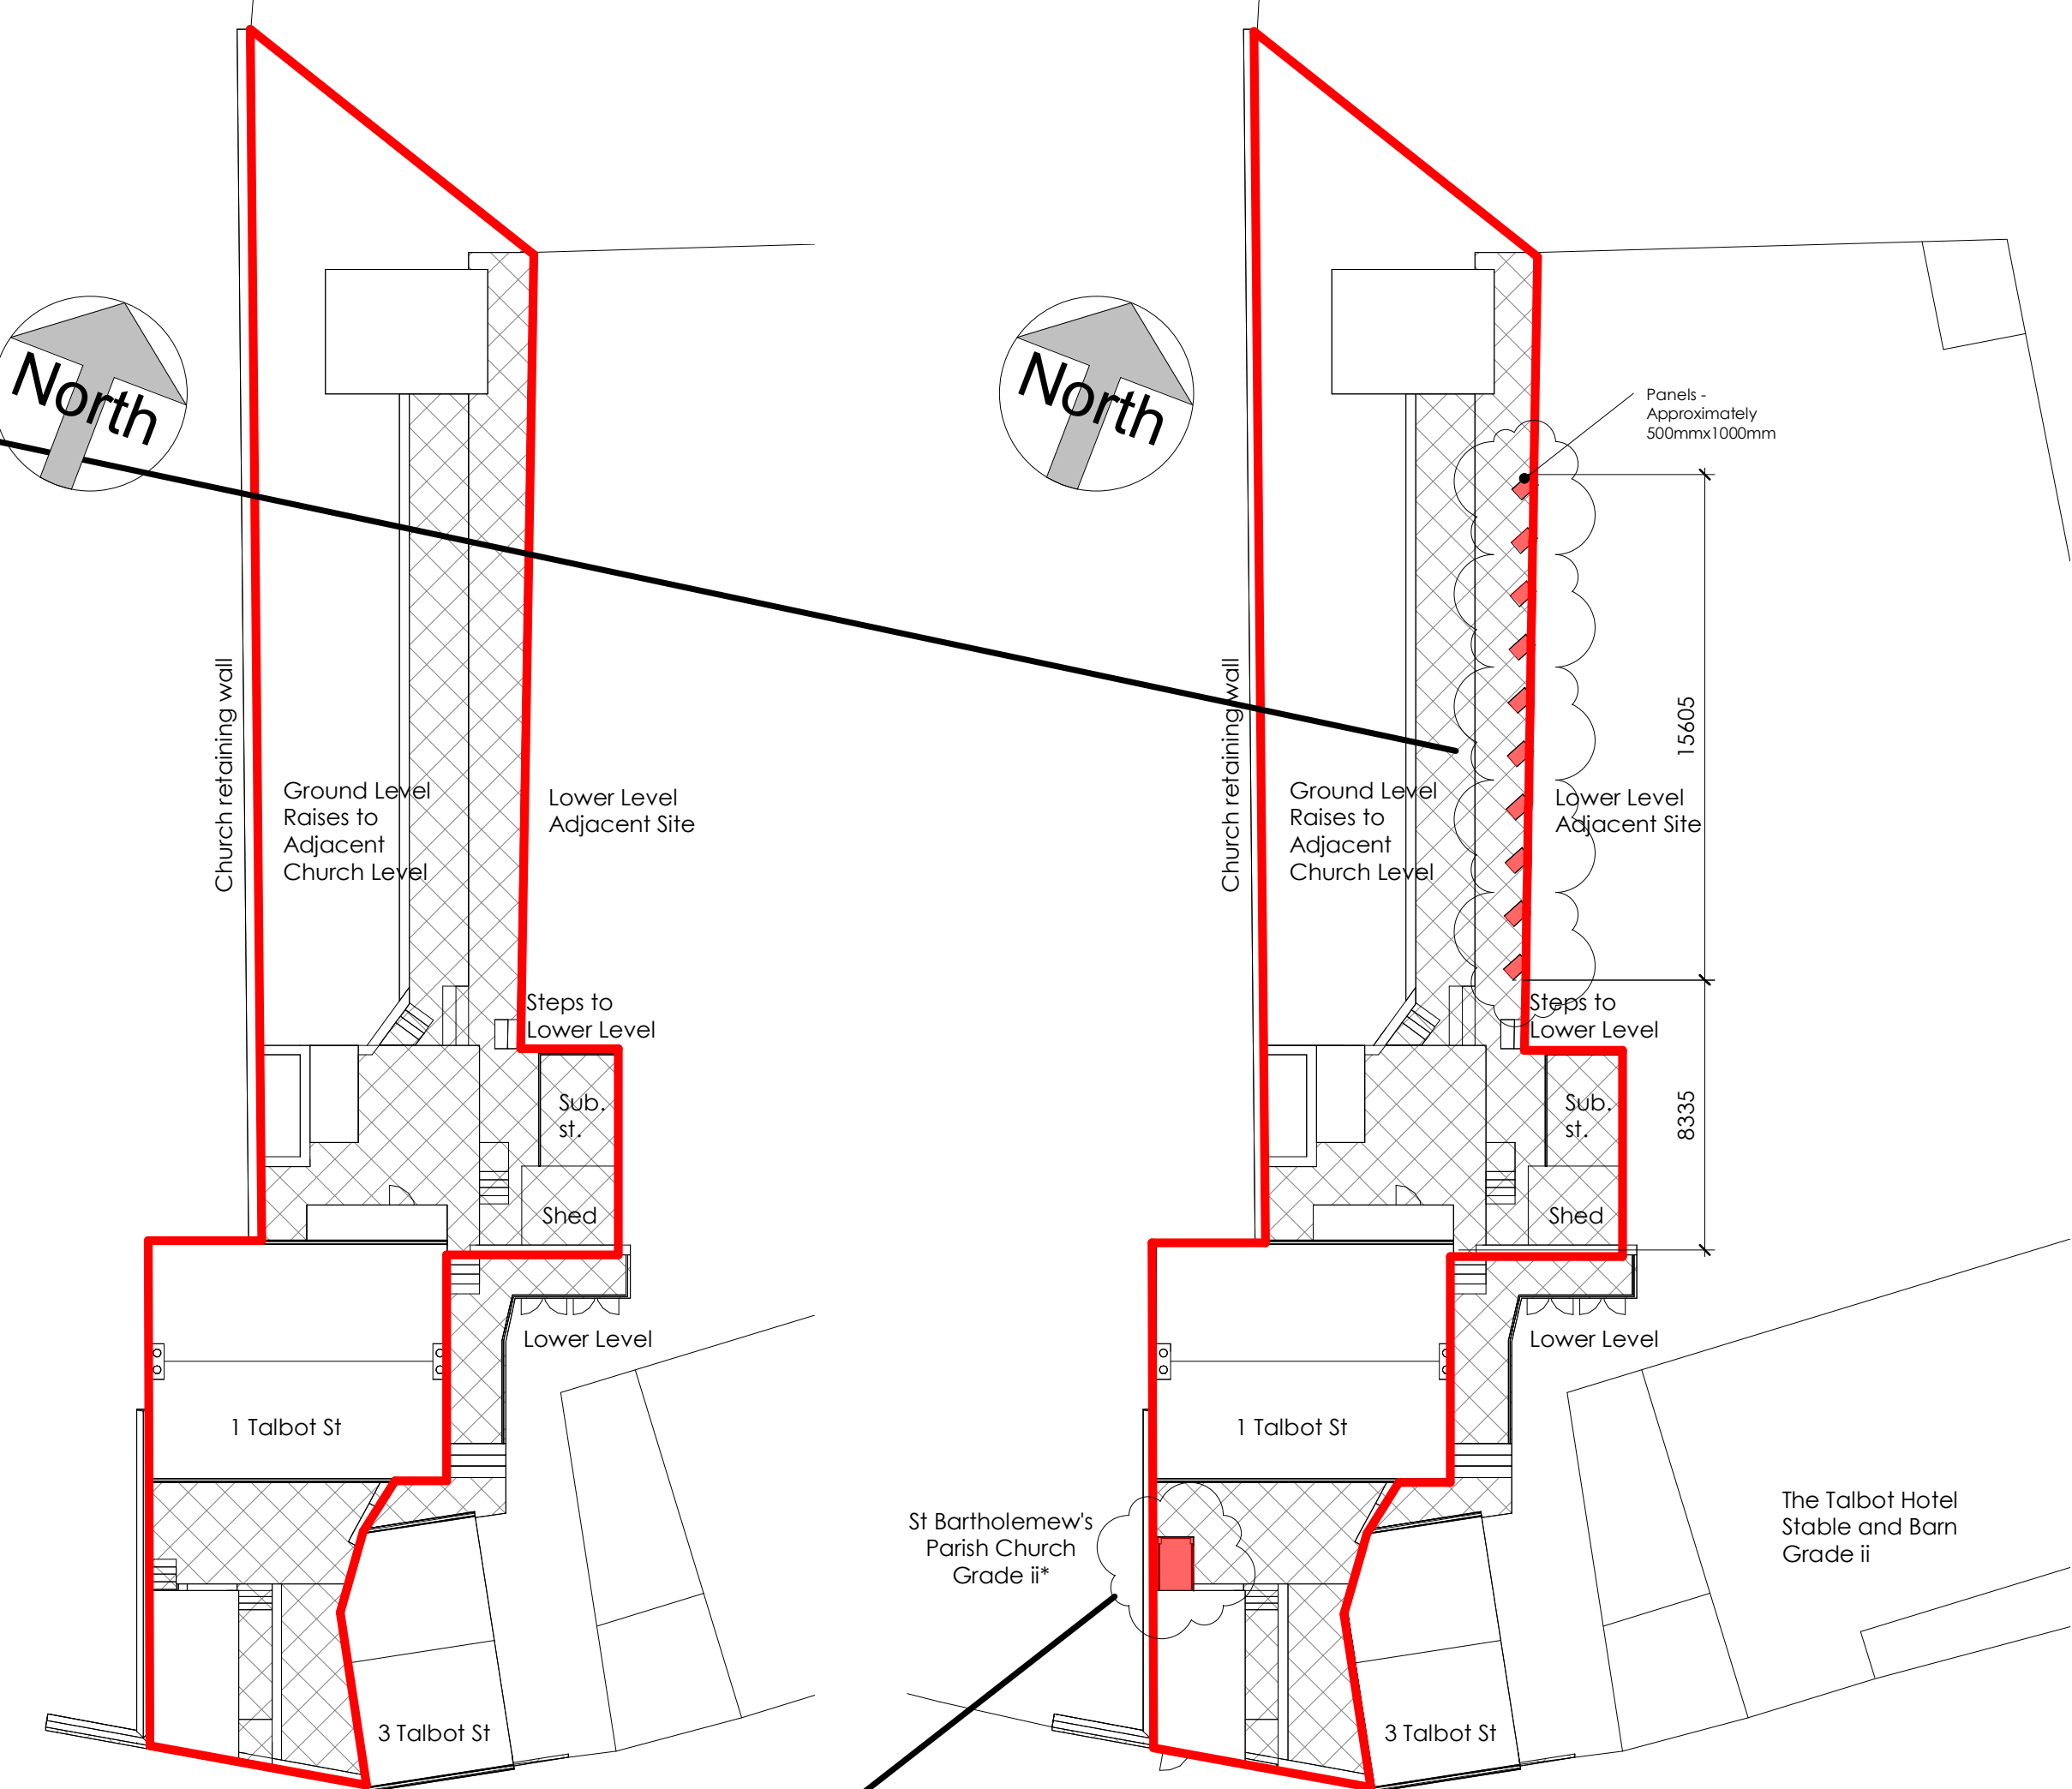 North
Church retaining wall
Ground Level
Raises to
Adjacent
Church Level
Lower Level
Adjacent Site
Steps to
Lower Level
Sub.
st.
Shed
Lower Level
1 Talbot St
3 Talbot St
North
Panels -
Approximately
500mmx1000mm
Church retaining wall
Ground Level
Raises to
Adjacent
Church Level
15605
Lower Level
Adjacent Site
Steps to
Lower Level
Sub.
st.
8335
Shed
Lower Level
1 Talbot St
St Bartholemew's
Parish Church
Grade ii*
The Talbot Hotel
Stable and Barn
Grade ii
3 Talbot St